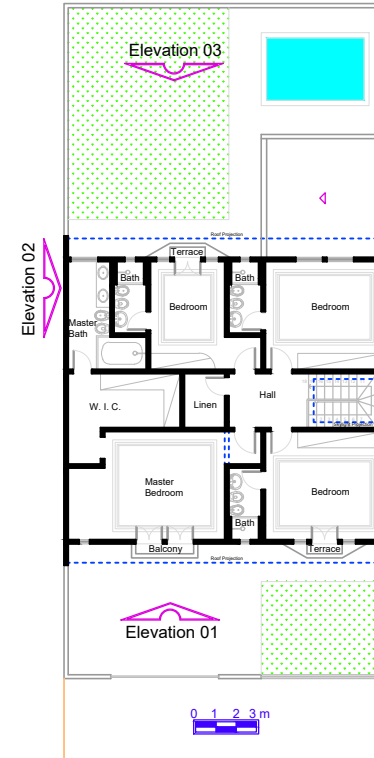 Elevation 03
Roof Projection
Elevation 02
Terrace
Bath
Bath
Bedroom
Bedroom
Master
Bath
W. I. C.
Linen
Hall
Master
Bedroom
Bedroom
Bath
Balcony
Terrace
Roof Projection
Elevation 01
0 1 2 3 m